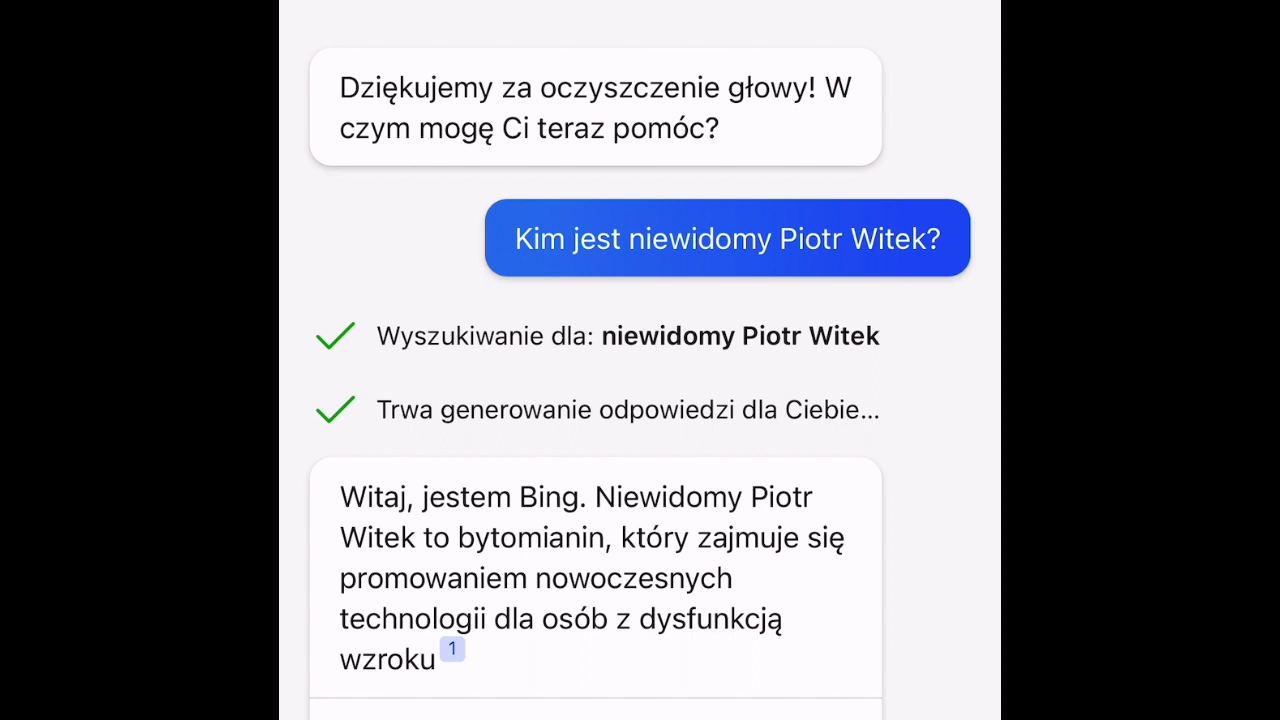 Dziękujemy za oczyszczenie głowy! W
czym mogę Ci teraz pomóc?
Kim jest niewidomy Piotr Witek?
Wyszukiwanie dla: niewidomy Piotr Witek
Trwa generowanie odpowiedzi dla Ciebie...
Witaj, jestem Bing. Niewidomy Piotr
Witek to bytomianin, który zajmuje się
promowaniem nowoczesnych
technologii dla osób z dysfunkcją
wzroku 1